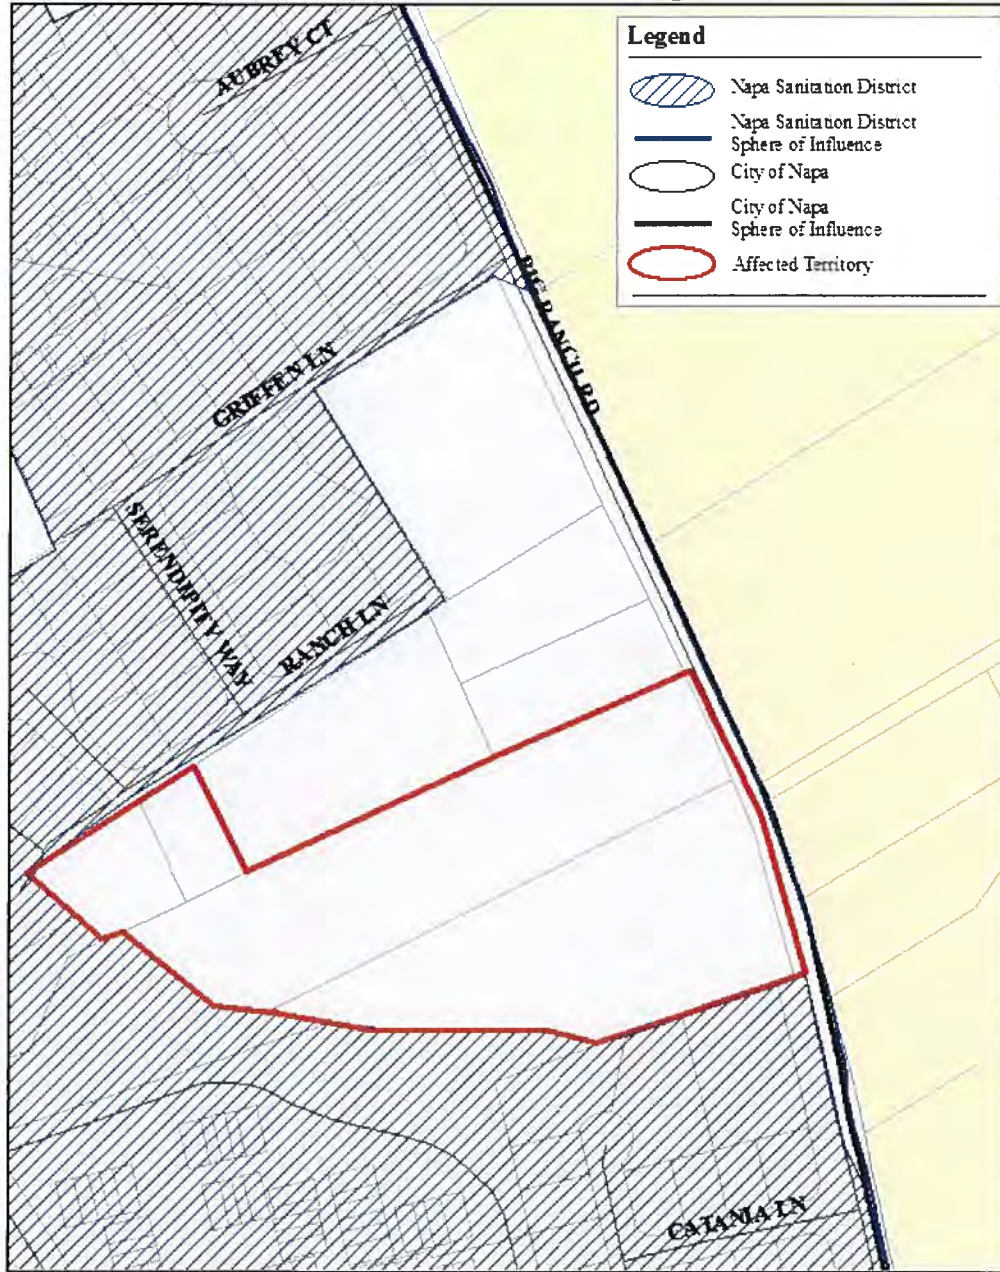 Legend
Napa Sanitation District
Napa Sanitation District
Sphere of Influence
City of Napa
City of Napa
Sphere of Influence
Affected Territory
AUBREY CT
BIG RANCH RD
GRIFFEN LN
SERENDIPITY WAY
RANCH LN
CATANIA LN